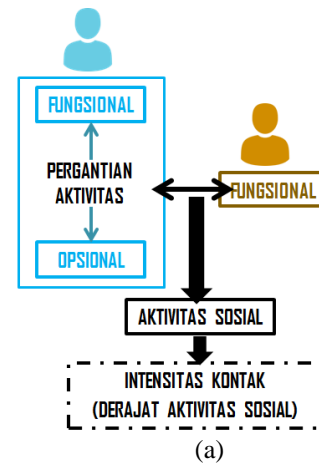 FUNGSIONAL
PERGANTIAN
AKTIVITAS
OPSIONAL
FUNGSIONAL
AKTIVITAS SOSIAL
INTENSITAS KONTAK
(DERAJAT AKTIVITAS SOSIAL)
(a)